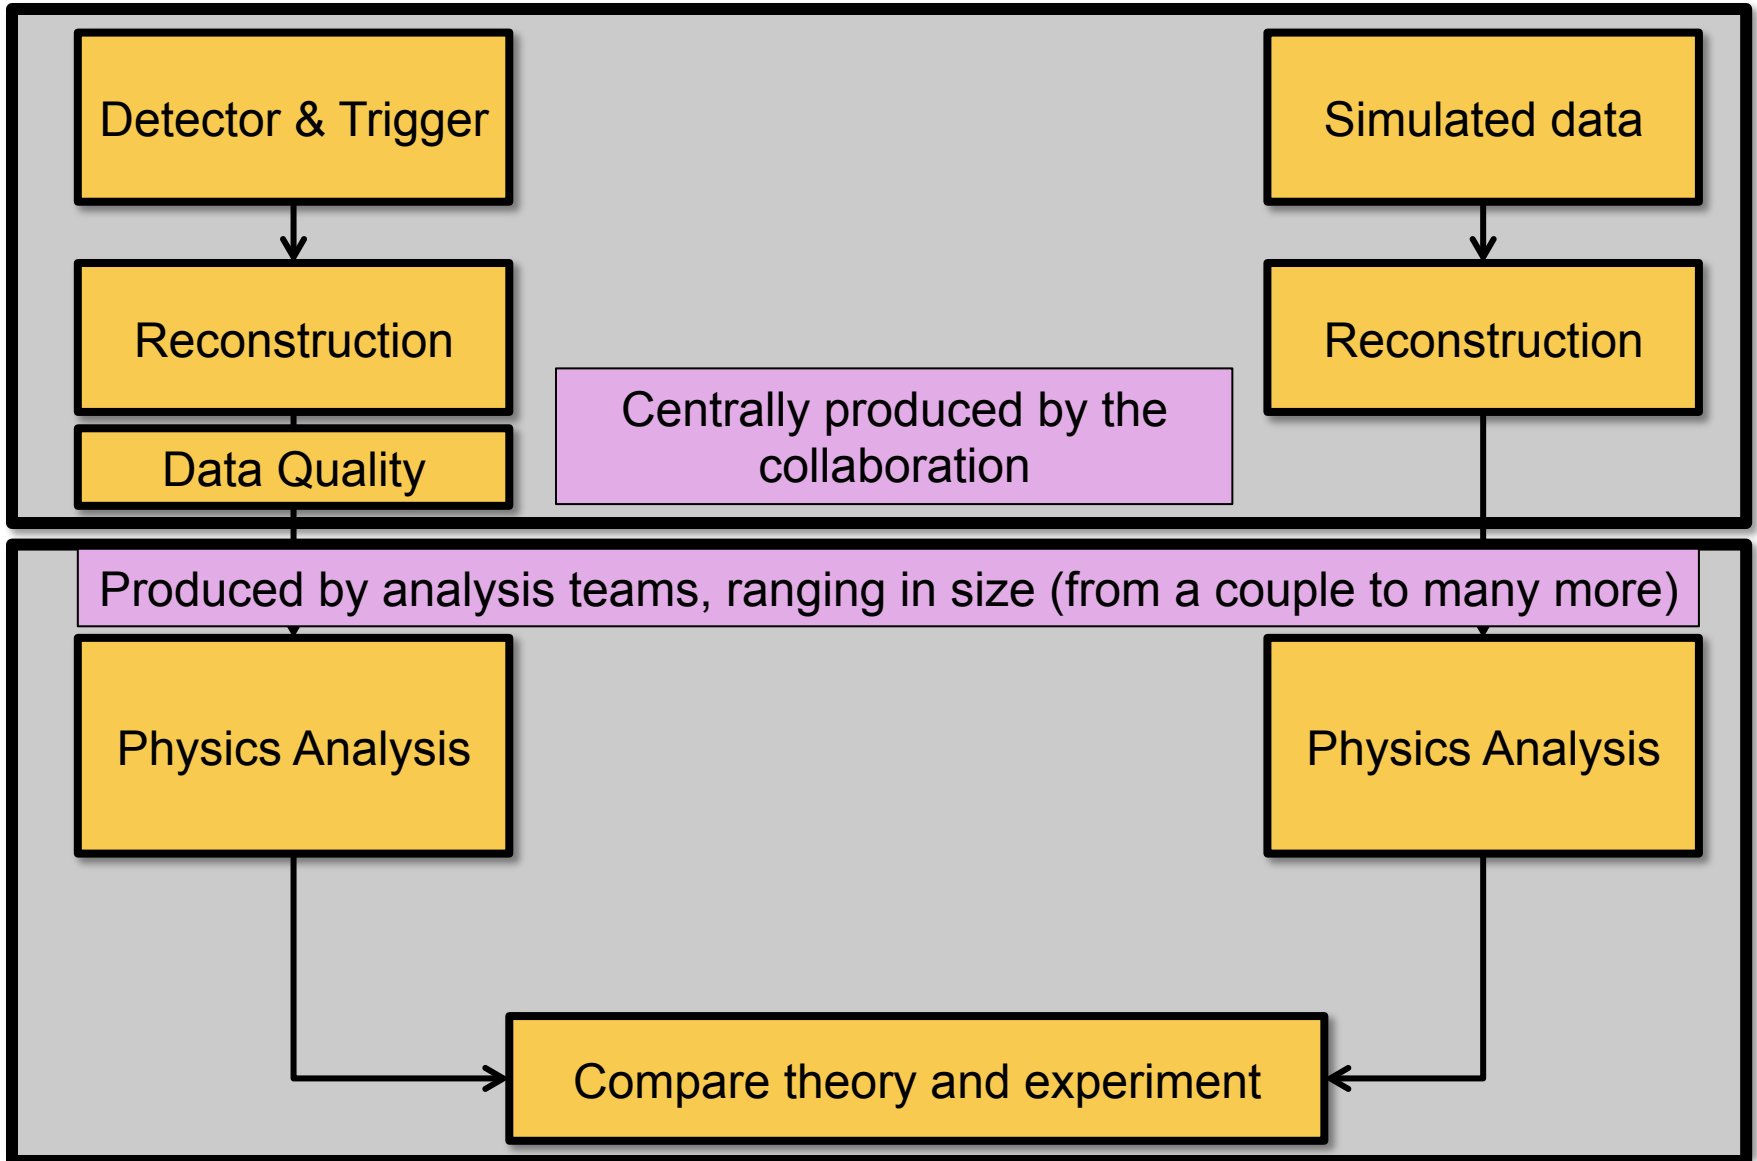 Detector & Trigger
Simulated data
Reconstruction
Reconstruction
Centrally produced by the
collaboration
Data Quality
Produced by analysis teams, ranging in size (from a couple to many more)
Physics Analysis
Physics Analysis
Compare theory and experiment